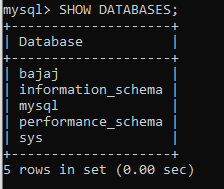 mysql> SHOW DATABASES;
+--------------------+
| Database           |
+--------------------+
| bajaj              |
| information_schema |
| mysql              |
| performance_schema |
| sys                |
+--------------------+
5 rows in set (0.00 sec)